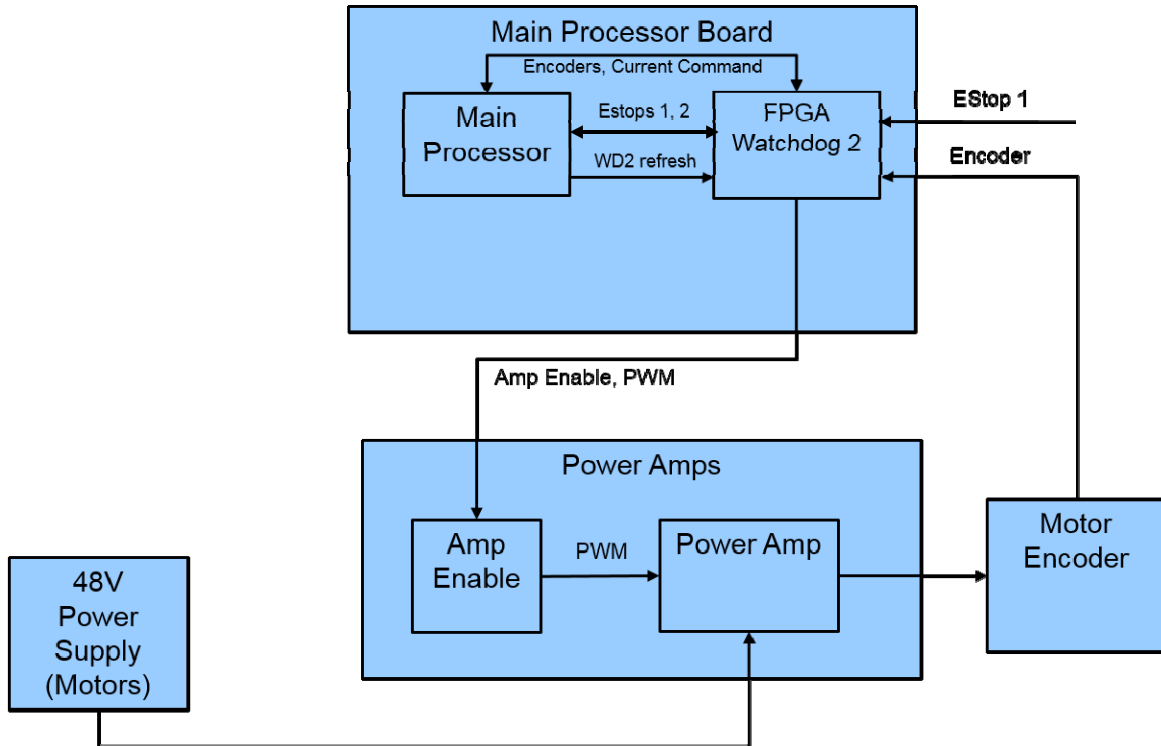 Main Processor Board
Encoders, Current Command
Main
Processor
Estops 1, 2
WD2 refresh
FPGA
Watchdog 2
EStop 1
Encoder
Amp Enable, PWM
Power Amps
Amp
Enable
PWM
Power Amp
Motor
Encoder
48V
Power
Supply
(Motors)